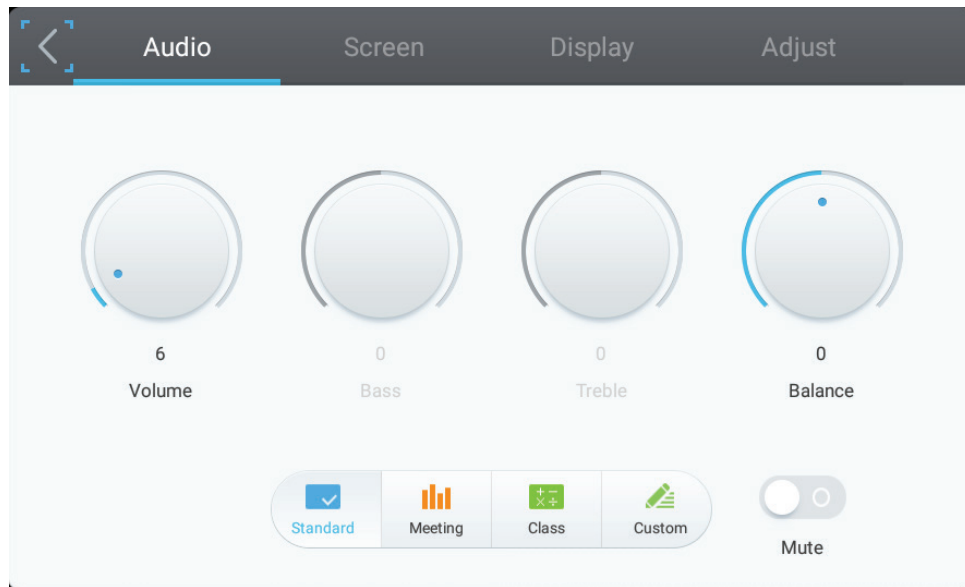 Audio Screen Display Adjust
6 0 0 0
Volume Bass Treble Balance
Standard Meeting Class Custom
Mute